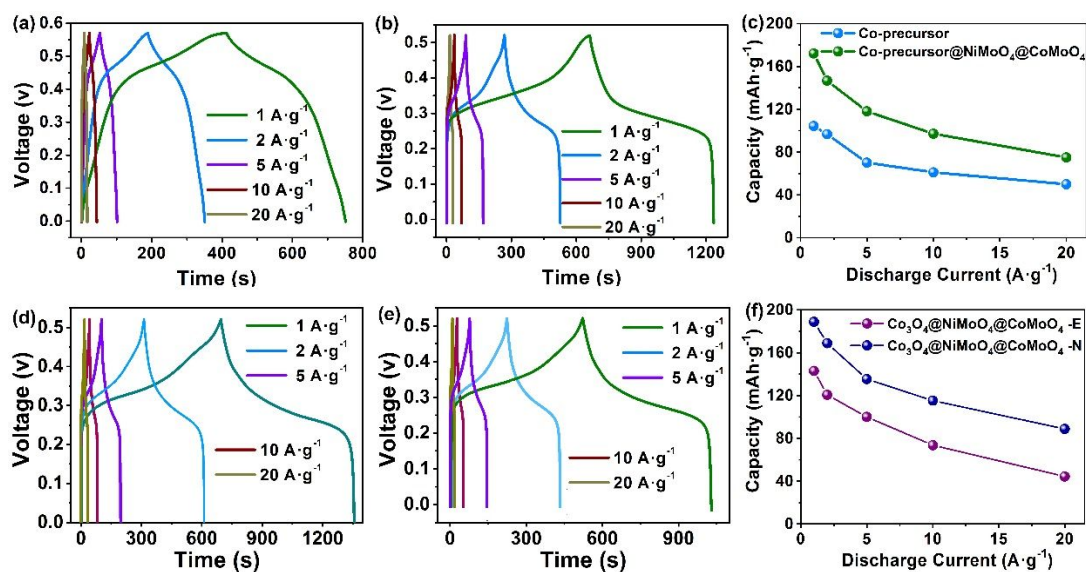 (a)
0.6
0.5
0.4
0.3
0.2
0.1
0.0
Voltage (v)
1 A·g⁻¹
2 A·g⁻¹
5 A·g⁻¹
10 A·g⁻¹
20 A·g⁻¹
0 200 400 600 800
Time (s)
(b)
0.6
0.5
0.4
0.3
0.2
0.1
0.0
Voltage (v)
1 A·g⁻¹
2 A·g⁻¹
5 A·g⁻¹
10 A·g⁻¹
20 A·g⁻¹
0 300 600 900 1200
Time (s)
(c)
200
160
120
80
40
0
Capacity (mAh·g⁻¹)
Co-precursor
Co-precursor@NiMoO₄@CoMoO₄
0 5 10 15 20
Discharge Current (A·g⁻¹)
(d)
0.5
0.4
0.3
0.2
0.1
0.0
Voltage (v)
1 A·g⁻¹
2 A·g⁻¹
5 A·g⁻¹
10 A·g⁻¹
20 A·g⁻¹
0 300 600 900 1200
Time (s)
(e)
0.5
0.4
0.3
0.2
0.1
0.0
Voltage (v)
1 A·g⁻¹
2 A·g⁻¹
5 A·g⁻¹
10 A·g⁻¹
20 A·g⁻¹
0 300 600 900
Time (s)
(f)
200
160
120
80
40
0
Capacity (mAh·g⁻¹)
Co₃O₄@NiMoO₄@CoMoO₄ -E
Co₃O₄@NiMoO₄@CoMoO₄ -N
0 5 10 15 20
Discharge Current (A·g⁻¹)